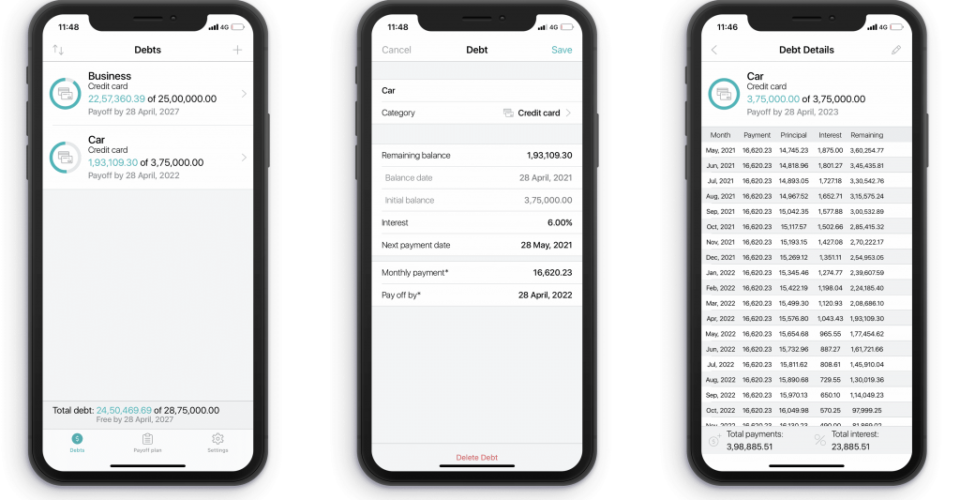 11:48
4G
Debts
Business
Credit card
22,57,360.39 of 25,00,000.00
Payoff by 28 April, 2027
Car
Credit card
1,93,109.30 of 3,75,000.00
Payoff by 28 April, 2022
Total debt: 24,50,469.69 of 28,75,000.00
Free by 28 April, 2027
Debts Payoff plan Settings
11:48
4G
Cancel Debt Save
Car
Category Credit card
Remaining balance 1,93,109.30
Balance date 28 April, 2021
Initial balance 3,75,000.00
Interest 6.00%
Next payment date 28 May, 2021
Monthly payment* 16,620.23
Pay off by* 28 April, 2022
Delete Debt
11:46
4G
Debt Details
Car
Credit card
3,75,000.00 of 3,75,000.00
Payoff by 28 April, 2023
Month Payment Principal Interest Remaining
May, 2021 16,620.23 14,745.23 1,875.00 3,60,254.77
Jun, 2021 16,620.23 14,818.96 1,801.27 3,45,435.81
Jul, 2021 16,620.23 14,893.05 1,727.18 3,30,542.76
Aug, 2021 16,620.23 14,967.52 1,652.71 3,15,575.24
Sep, 2021 16,620.23 15,042.35 1,577.88 3,00,532.89
Oct, 2021 16,620.23 15,117.57 1,502.66 2,85,415.32
Nov, 2021 16,620.23 15,193.15 1,427.08 2,70,222.17
Dec, 2021 16,620.23 15,269.12 1,351.11 2,54,953.05
Jan, 2022 16,620.23 15,345.46 1,274.77 2,39,607.59
Feb, 2022 16,620.23 15,422.19 1,198.04 2,24,185.40
Mar, 2022 16,620.23 15,499.30 1,120.93 2,08,686.10
Apr, 2022 16,620.23 15,576.80 1,043.43 1,93,109.30
May, 2022 16,620.23 15,654.68 965.55 1,77,454.62
Jun, 2022 16,620.23 15,732.96 887.27 1,61,721.66
Jul, 2022 16,620.23 15,811.62 808.61 1,45,910.04
Aug, 2022 16,620.23 15,890.68 729.55 1,30,019.36
Sep, 2022 16,620.23 15,970.13 650.10 1,14,049.23
Oct, 2022 16,620.23 16,049.98 570.25 97,999.25
Nov, 2022 16,620.23 16,130.23 490.00 81,869.02
Total payments: Total interest:
3,98,885.51 23,885.51